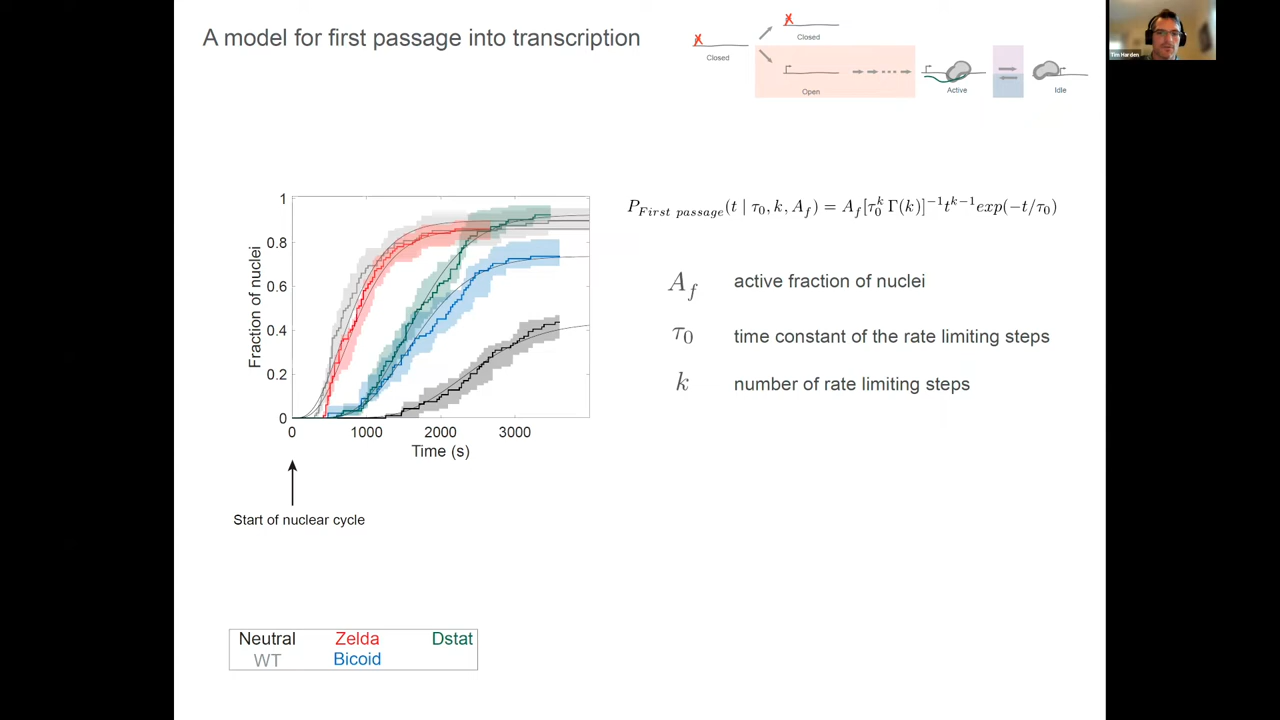 A model for first passage into transcription
X
Closed
X
Closed
Open
Active
Idle
Tim Harden
P_{First passage}(t | τ_0, k, A_f) = A_f[τ_0^k Γ(k)]^{-1}t^{k-1}exp(-t/τ_0)
A_f active fraction of nuclei
τ_0 time constant of the rate limiting steps
k number of rate limiting steps
Fraction of nuclei
1
0.8
0.6
0.4
0.2
0
0 1000 2000 3000
Time (s)
Start of nuclear cycle
Neutral Zelda Dstat
WT Bicoid